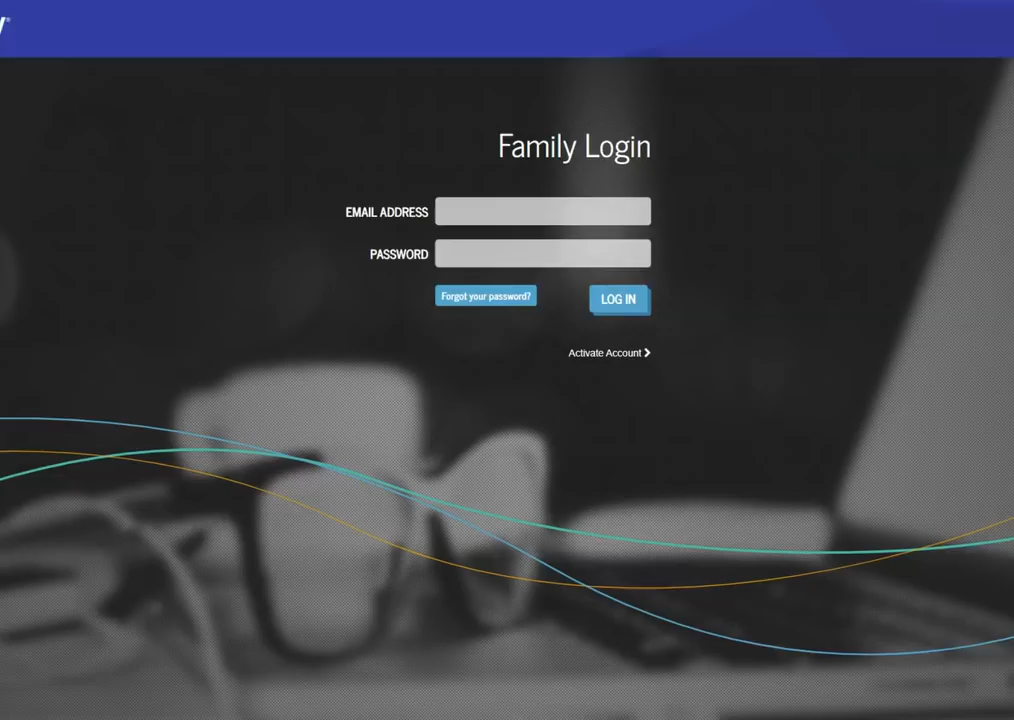 Family Login
EMAIL ADDRESS
PASSWORD
Forgot your password?
LOG IN
Activate Account